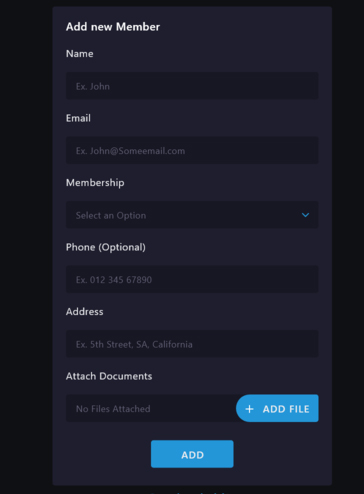 Add new Member
Name
Ex. John
Email
Ex. John@Someemail.com
Membership
Select an Option
Phone (Optional)
Ex. 012 345 67890
Address
Ex. 5th Street, SA, California
Attach Documents
No Files Attached
+ ADD FILE
ADD